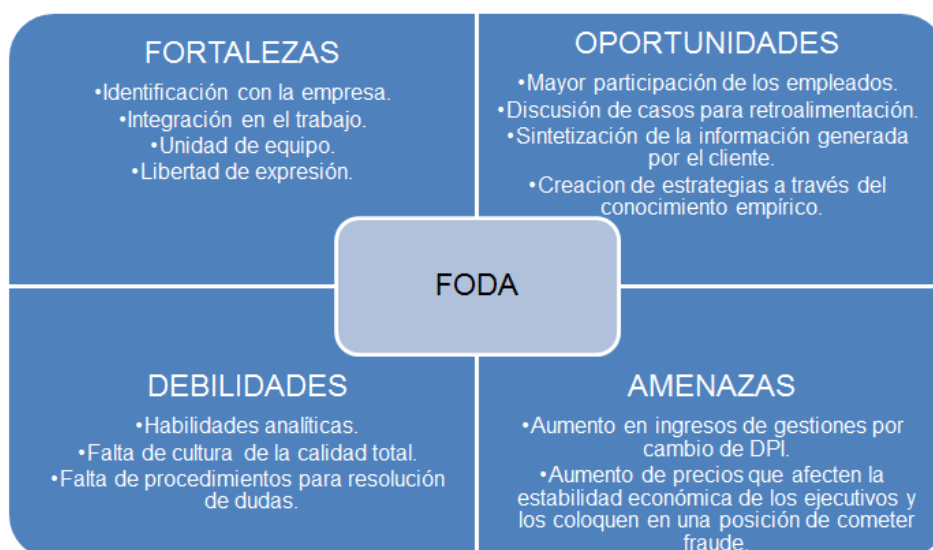 FORTALEZAS
•Identificación con la empresa.
•Integración en el trabajo.
•Unidad de equipo.
•Libertad de expresión.
OPORTUNIDADES
•Mayor participación de los empleados.
•Discusión de casos para retroalimentación.
•Sintetización de la información generada
por el cliente.
•Creacion de estrategias a través del
conocimiento empírico.
FODA
DEBILIDADES
•Habilidades analíticas.
•Falta de cultura de la calidad total.
•Falta de procedimientos para resolución
de dudas.
AMENAZAS
•Aumento en ingresos de gestiones por
cambio de DPI.
•Aumento de precios que afecten la
estabilidad económica de los ejecutivos y
los coloquen en una posición de cometer
fraude.